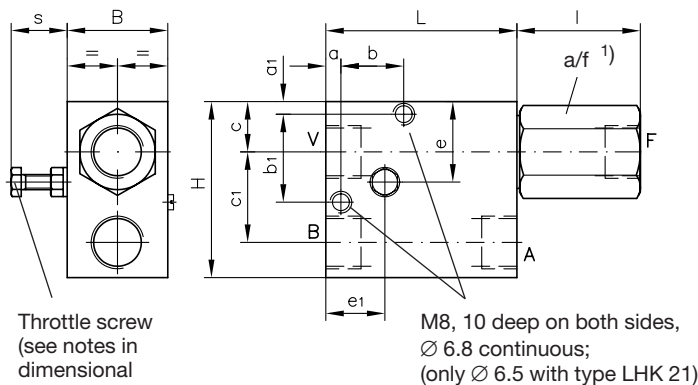 s
B
L
l
=
=
a
b
a/f 1)
a1
c
V
e
F
b1
H
c1
B
A
e1
Throttle screw
(see notes in
dimensional
M8, 10 deep on both sides,
∅ 6.8 continuous;
(only ∅ 6.5 with type LHK 21)